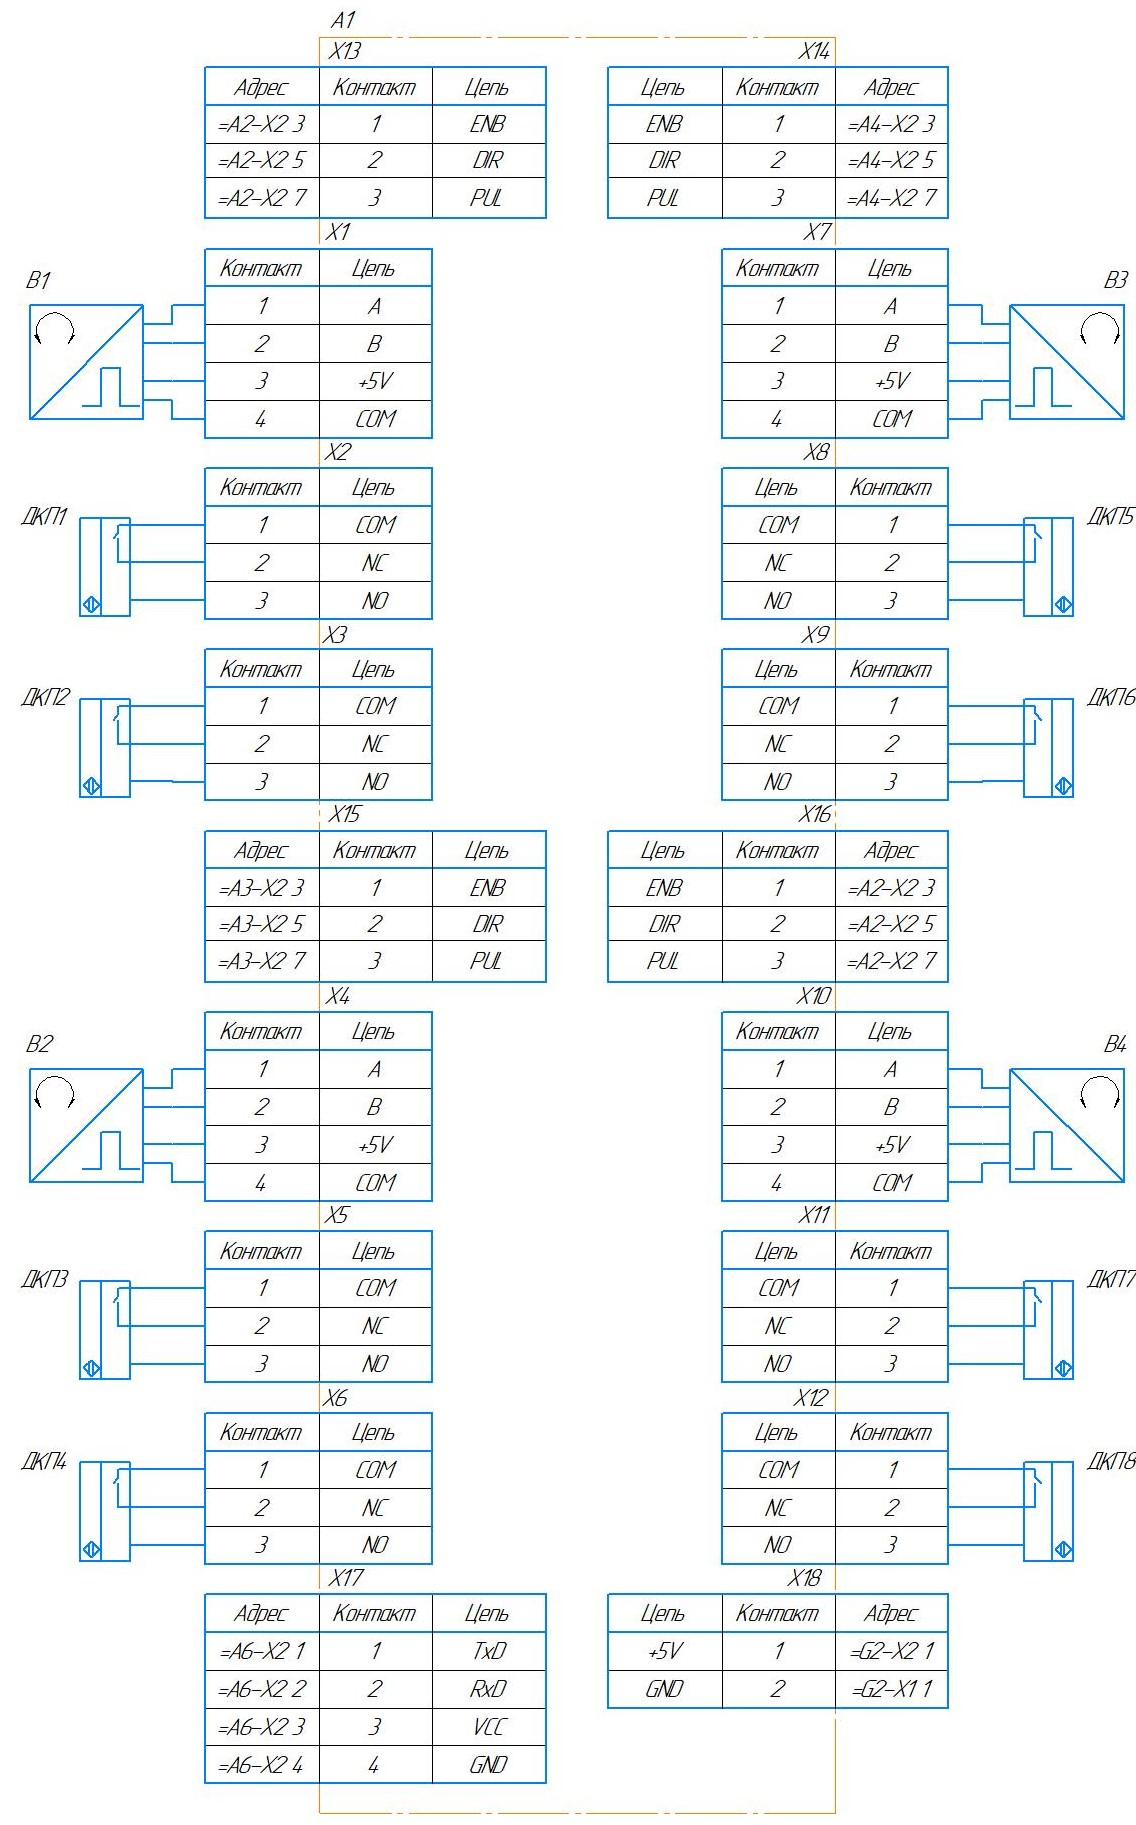 A1
X13
Адрес Контакт Цепь
=A2-X2 3 1 ENB
=A2-X2 5 2 DIR
=A2-X2 7 3 PUL
X14
Цепь Контакт Адрес
ENB 1 =A4-X2 3
DIR 2 =A4-X2 5
PUL 3 =A4-X2 7
B1
X1
Контакт Цепь
1 A
2 B
3 +5V
4 COM
X7
B3
Контакт Цепь
1 A
2 B
3 +5V
4 COM
X2
ДКП1
Контакт Цепь
1 COM
2 NC
3 NO
X8
ДКП5
Цепь Контакт
COM 1
NC 2
NO 3
X3
ДКП2
Контакт Цепь
1 COM
2 NC
3 NO
X9
ДКП6
Цепь Контакт
COM 1
NC 2
NO 3
X15
Адрес Контакт Цепь
=A3-X2 3 1 ENB
=A3-X2 5 2 DIR
=A3-X2 7 3 PUL
X16
Цепь Контакт Адрес
ENB 1 =A2-X2 3
DIR 2 =A2-X2 5
PUL 3 =A2-X2 7
X4
B2
Контакт Цепь
1 A
2 B
3 +5V
4 COM
X10
B4
Контакт Цепь
1 A
2 B
3 +5V
4 COM
X5
ДКП3
Контакт Цепь
1 COM
2 NC
3 NO
X11
ДКП7
Цепь Контакт
COM 1
NC 2
NO 3
X6
ДКП4
Контакт Цепь
1 COM
2 NC
3 NO
X12
ДКП8
Цепь Контакт
COM 1
NC 2
NO 3
X17
Адрес Контакт Цепь
=A6-X2 1 1 TxD
=A6-X2 2 2 RxD
=A6-X2 3 3 VCC
=A6-X2 4 4 GND
X18
Цепь Контакт Адрес
+5V 1 =G2-X2 1
GND 2 =G2-X1 1